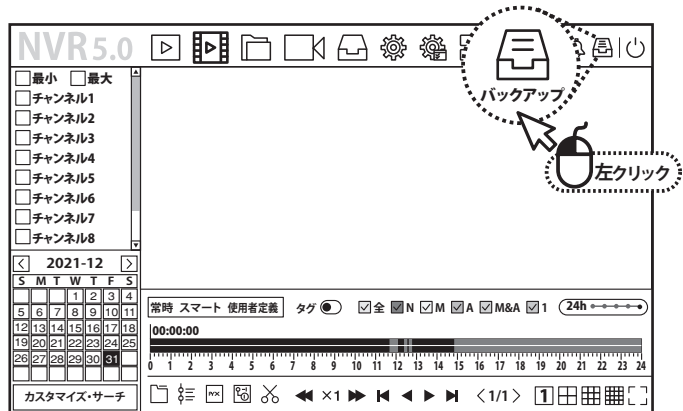 NVR 5.0
バックアップ
左クリック
最小 最大
チャンネル1
チャンネル2
チャンネル3
チャンネル4
チャンネル5
チャンネル6
チャンネル7
チャンネル8
2021-12
S M T W T F S
1 2 3 4
5 6 7 8 9 10 11
12 13 14 15 16 17 18
19 20 21 22 23 24 25
26 27 28 29 30 31
カスタマイズ・サーチ
常時 スマート 使用者定義 タグ 全 N M A M&A 1 24h
00:00:00
0 1 2 3 4 5 6 7 8 9 10 11 12 13 14 15 16 17 18 19 20 21 22 23 24
×1 <1/1> 1